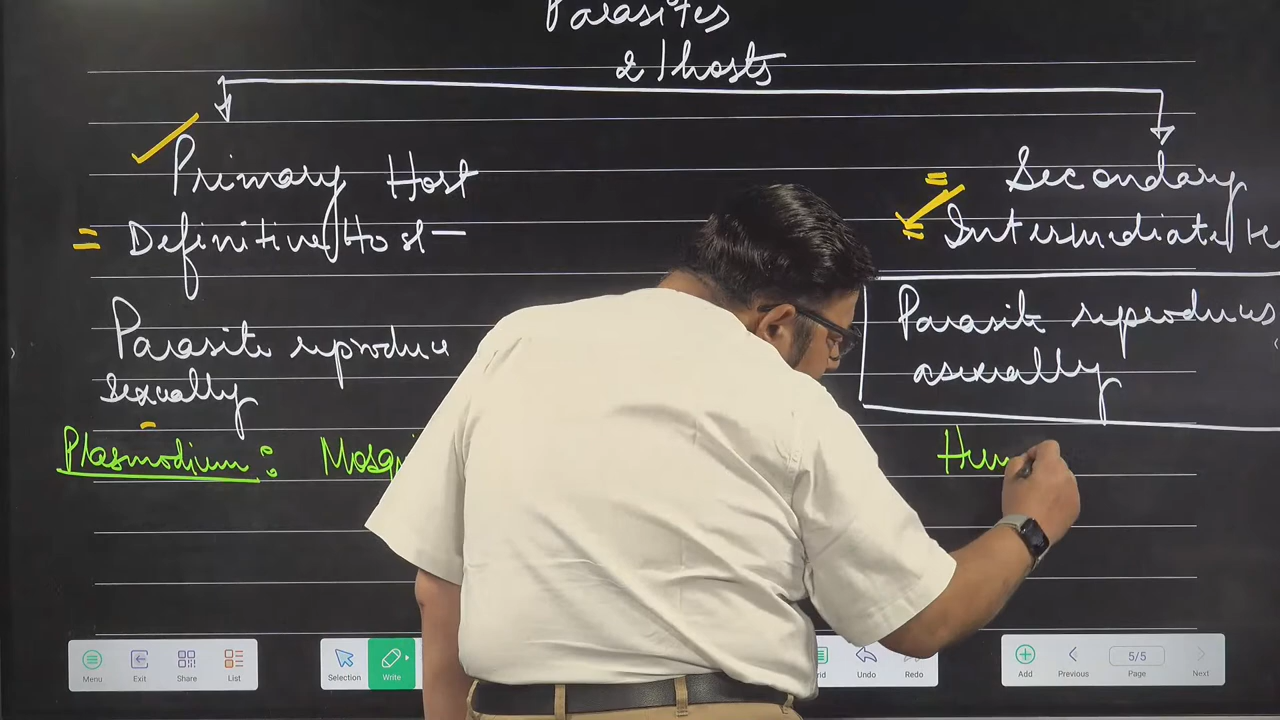 Parasites
& hosts
Primary Host
= Definitive Host -
Parasite reproduce
sexually
Plasmodium : Mosq
= Secondary
= Intermediate H
Parasite reproduces
asexually
Hum
Menu
Exit
Share
List
Selection
Write
Undo
Redo
Add
Previous
5/5
Page
Next